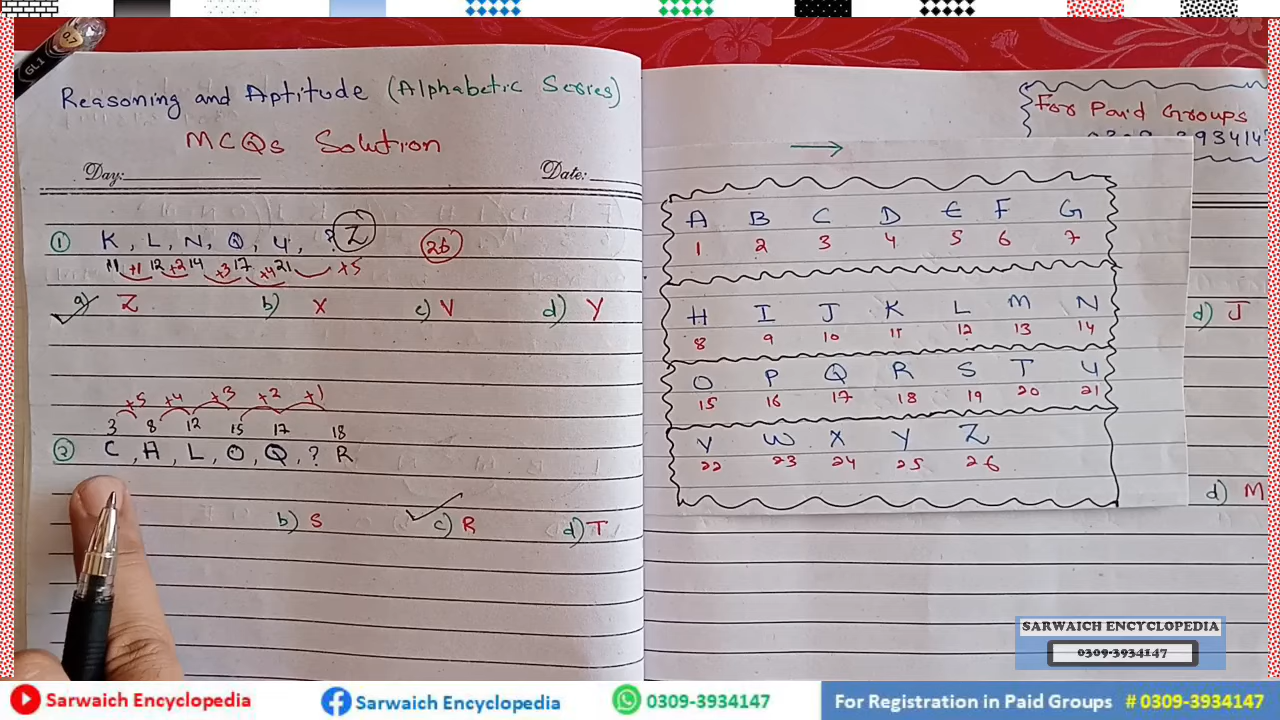 GL1 0.7
Reasoning and Aptitude (Alphabetic Series)
MCQs Solution
Day: Date:
① K, L, N, Q, U, ? Z 26
11 +1 12 +2 14 +3 17 +4 21 +5
a) Z b) X c) V d) Y
+5 +4 +3 +2 +1
3 8 12 15 17 18
② C, H, L, O, Q, ? R
b) S c) R d) T
For Paid Groups
A B C D E F G
1 2 3 4 5 6 7
H I J K L M N
8 9 10 11 12 13 14
O P Q R S T U
15 16 17 18 19 20 21
V W X Y Z
22 23 24 25 26
d) J
d) M
SARWAICH ENCYCLOPEDIA
0309-3934147
Sarwaich Encyclopedia Sarwaich Encyclopedia 0309-3934147 For Registration in Paid Groups # 0309-3934147